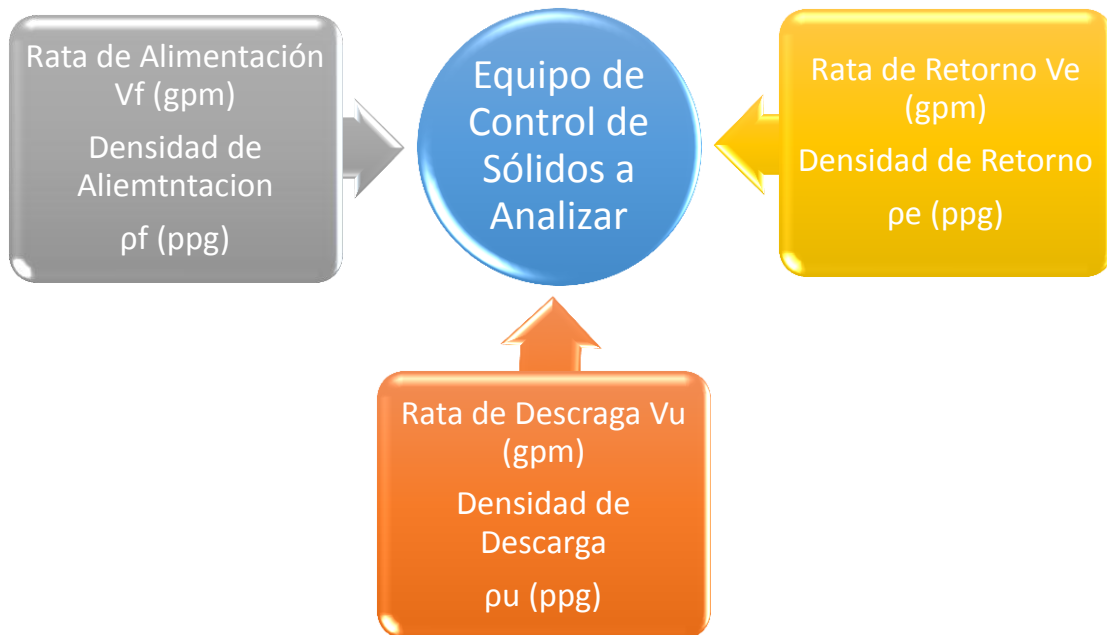 Rata de Alimentación
Vf (gpm)
Densidad de
Aliemtntacion
ρf (ppg)
Equipo de
Control de
Sólidos a
Analizar
Rata de Retorno Ve
(gpm)
Densidad de Retorno
ρe (ppg)
Rata de Descraga Vu
(gpm)
Densidad de
Descarga
ρu (ppg)